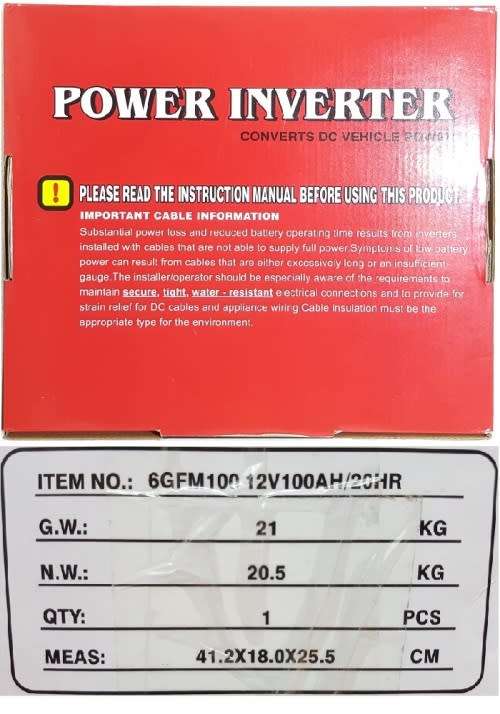 POWER INVERTER
CONVERTS DC VEHICLE POWER
! PLEASE READ THE INSTRUCTION MANUAL BEFORE USING THIS PRODUCT.
IMPORTANT CABLE INFORMATION
Substantial power loss and reduced battery operating time results from inverters
installed with cables that are not able to supply full power.Symptoms of low battery
power can result from cables that are either excessively long or an insufficient
gauge.The installer/operator should be especially aware of the requirements to
maintain secure, tight, water - resistant electrical connections and to provide for
strain relief for DC cables and appliance wiring Cable insulation must be the
appropriate type for the environment.
ITEM NO.: 6GFM100 12V100AH/20HR
G.W.: 21 KG
N.W.: 20.5 KG
QTY: 1 PCS
MEAS: 41.2X18.0X25.5 CM